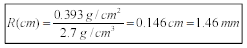 R(cm) = 0.393 g/cm² / 2.7 g/cm³ = 0.146 cm = 1.46 mm